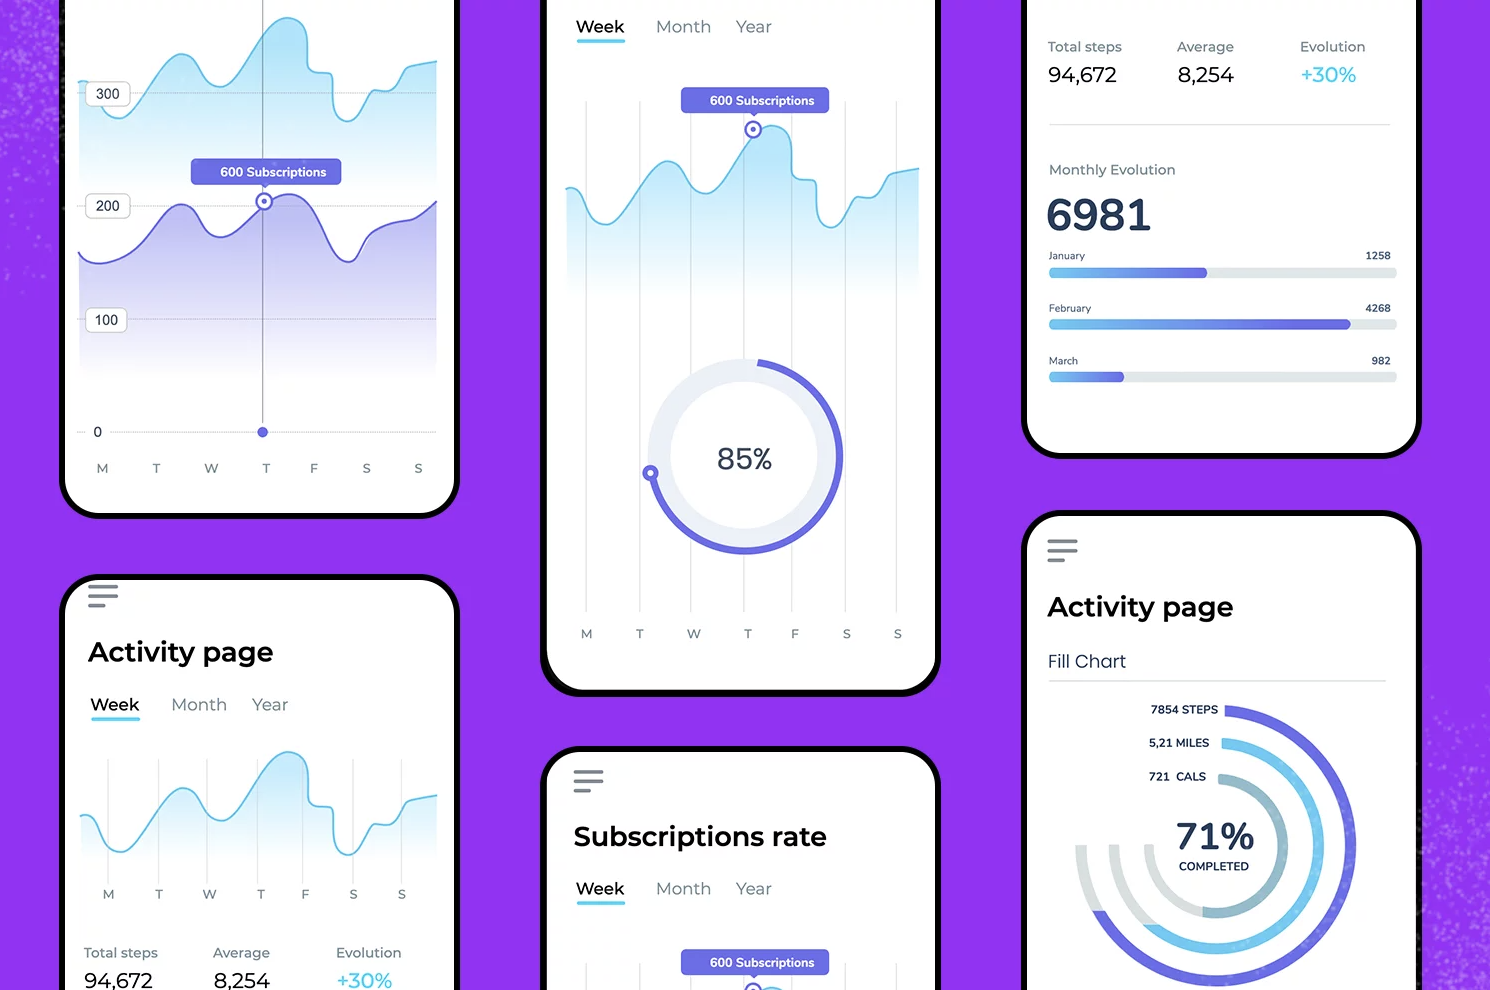 300
600 Subscriptions
200
100
0
M T W T F S S
Activity page
Week Month Year
M T W T F S S
Total steps Average Evolution
94,672 8,254 +30%
Week Month Year
600 Subscriptions
85%
M T W T F S S
Subscriptions rate
Week Month Year
600 Subscriptions
Total steps Average Evolution
94,672 8,254 +30%
Monthly Evolution
6981
January 1258
February 4268
March 982
Activity page
Fill Chart
7854 STEPS
5,21 MILES
721 CALS
71%
COMPLETED